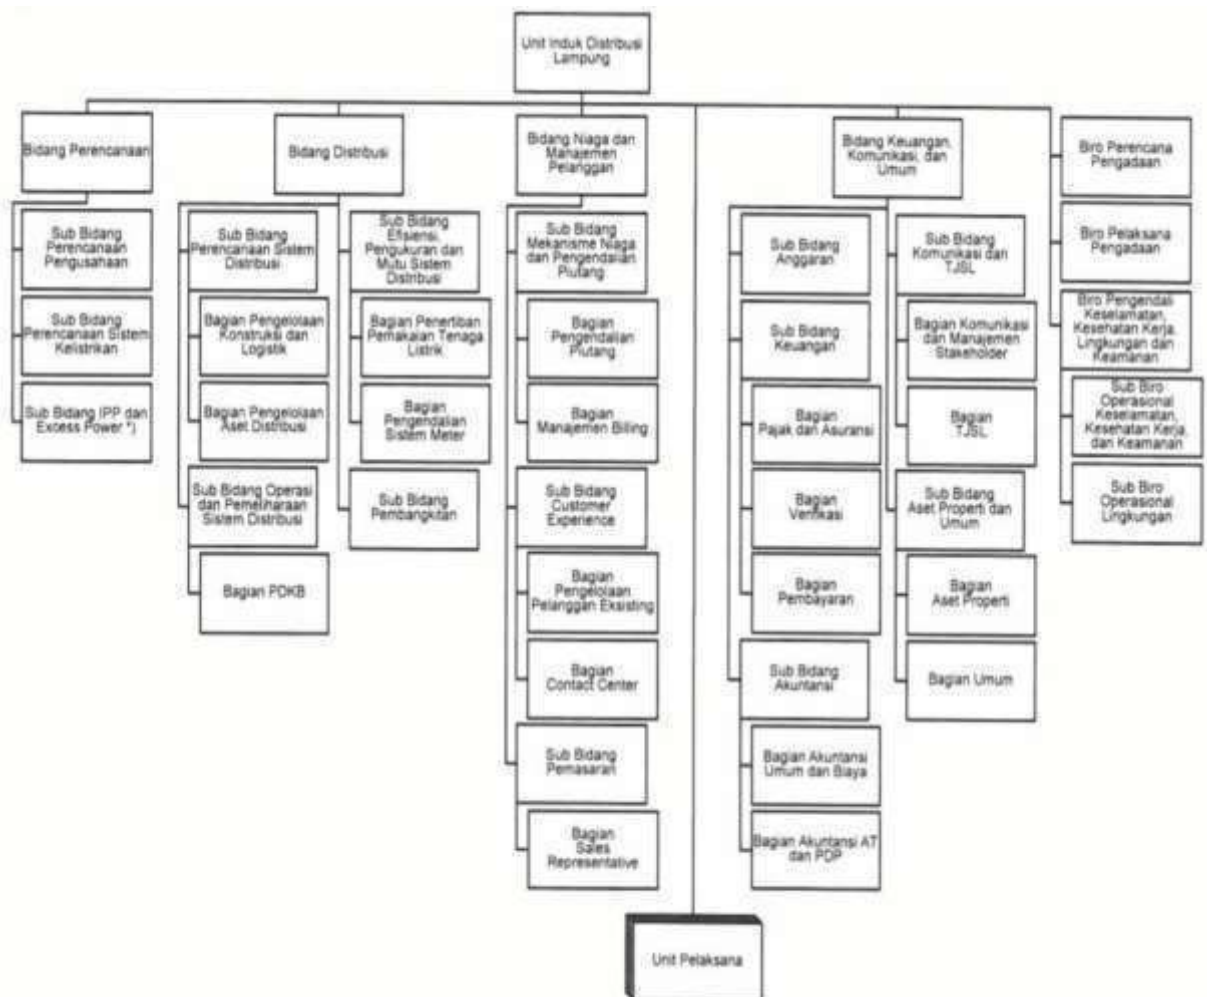 Unit Induk Distribusi
Lampung
Bidang Perencanaan
Sub Bidang
Perencanaan
Pengusahaan
Sub Bidang
Perencanaan Sistem
Kelistrikan
Sub Bidang IPP dan
Excess Power *)
Bidang Distribusi
Sub Bidang
Perencanaan Sistem
Distribusi
Bagian Pengelolaan
Konstruksi dan
Logistik
Bagian Pengelolaan
Aset Distribusi
Sub Bidang Operasi
dan Pemeliharaan
Sistem Distribusi
Bagian PDKB
Sub Bidang
Efisiensi,
Pengukuran dan
Mutu Sistem
Distribusi
Bagian Penertiban
Pemakaian Tenaga
Listrik
Bagian
Pengendalian
Sistem Meter
Sub Bidang
Pembangkitan
Bidang Niaga dan
Manajemen
Pelanggan
Sub Bidang
Mekanisme Niaga
dan Pengendalian
Piutang
Bagian
Pengendalian
Piutang
Bagian
Manajemen Billing
Sub Bidang
Customer
Experience
Bagian
Pengelolaan
Pelanggan Eksisting
Bagian
Contact Center
Sub Bidang
Pemasaran
Bagian
Sales
Representative
Bidang Keuangan,
Komunikasi, dan
Umum
Sub Bidang
Anggaran
Sub Bidang
Keuangan
Bagian
Pajak dan Asuransi
Bagian
Verifikasi
Bagian
Pembayaran
Sub Bidang
Akuntansi
Bagian Akuntansi
Umum dan Biaya
Bagian Akuntansi AT
dan PDP
Sub Bidang
Komunikasi dan
TJSL
Bagian Komunikasi
dan Manajemen
Stakeholder
Bagian
TJSL
Sub Bidang
Aset Properti dan
Umum
Bagian
Aset Properti
Bagian Umum
Biro Perencana
Pengadaan
Biro Pelaksana
Pengadaan
Biro Pengendali
Keselamatan,
Kesehatan Kerja,
Lingkungan dan
Keamanan
Sub Biro
Operasional
Keselamatan,
Kesehatan Kerja,
dan Keamanan
Sub Biro
Operasional
Lingkungan
Unit Pelaksana